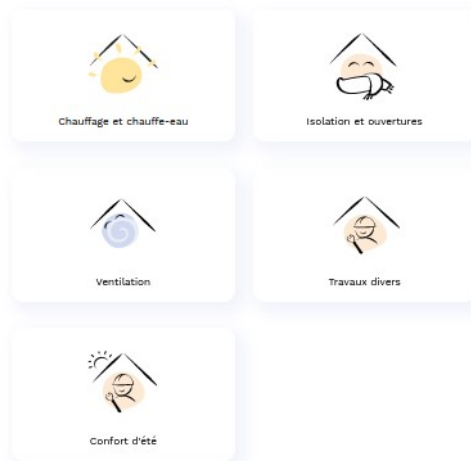 Chauffage et chauffe-eau
Isolation et ouvertures
Ventilation
Travaux divers
Confort d'été